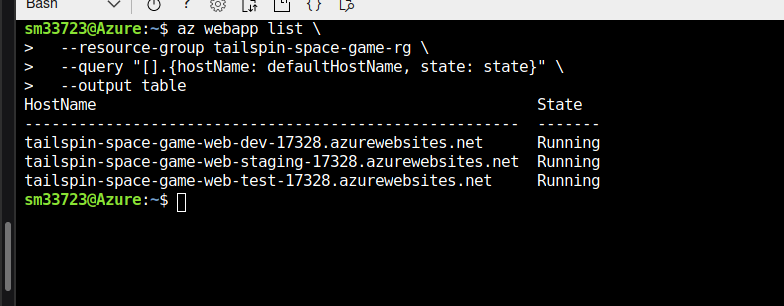 Bash
sm33723@Azure:~$ az webapp list \
>   --resource-group tailspin-space-game-rg \
>   --query "[].{hostName: defaultHostName, state: state}" \
>   --output table
HostName                                             State
---------------------------------------------------  -------
tailspin-space-game-web-dev-17328.azurewebsites.net      Running
tailspin-space-game-web-staging-17328.azurewebsites.net  Running
tailspin-space-game-web-test-17328.azurewebsites.net     Running
sm33723@Azure:~$